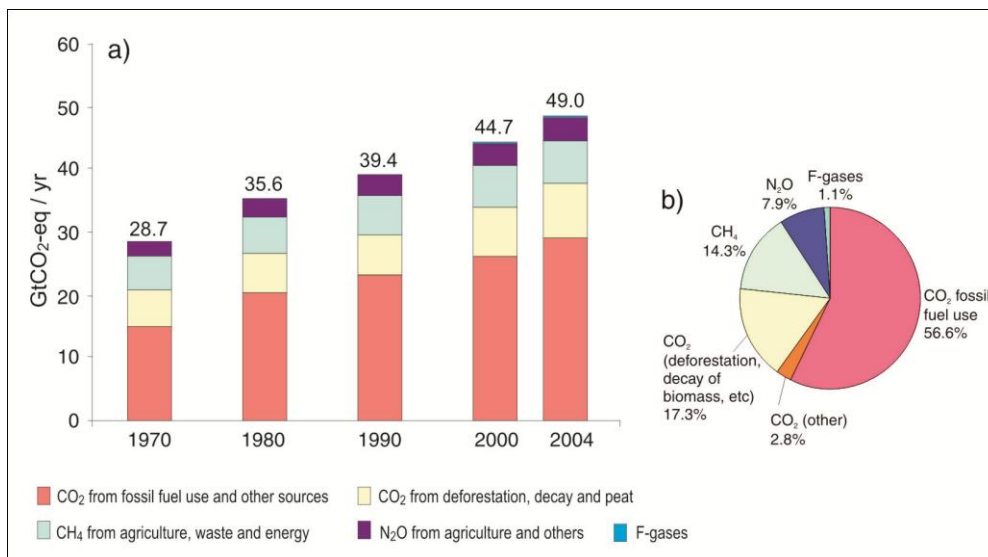 a)
GtCO₂-eq / yr
60
50
40
30
20
10
0
28.7
35.6
39.4
44.7
49.0
1970
1980
1990
2000
2004
b)
F-gases
1.1%
N₂O
7.9%
CH₄
14.3%
CO₂ fossil
fuel use
56.6%
CO₂
(deforestation,
decay of
biomass, etc)
17.3%
CO₂ (other)
2.8%
CO₂ from fossil fuel use and other sources
CO₂ from deforestation, decay and peat
CH₄ from agriculture, waste and energy
N₂O from agriculture and others
F-gases